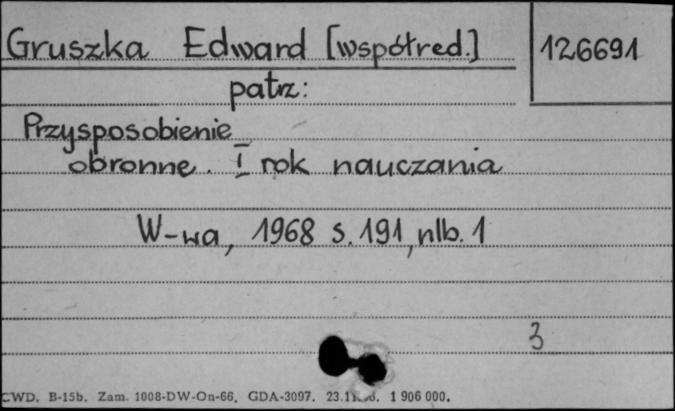 Gruszka Edward [współred.] 126691
patrz:
Przysposobienie
obronne. I rok nauczania
W-wa, 1968 s. 191, nlb. 1
3
CWD. B-15b. Zam. 1008-DW-On-66. GDA-3097. 1 906 000.